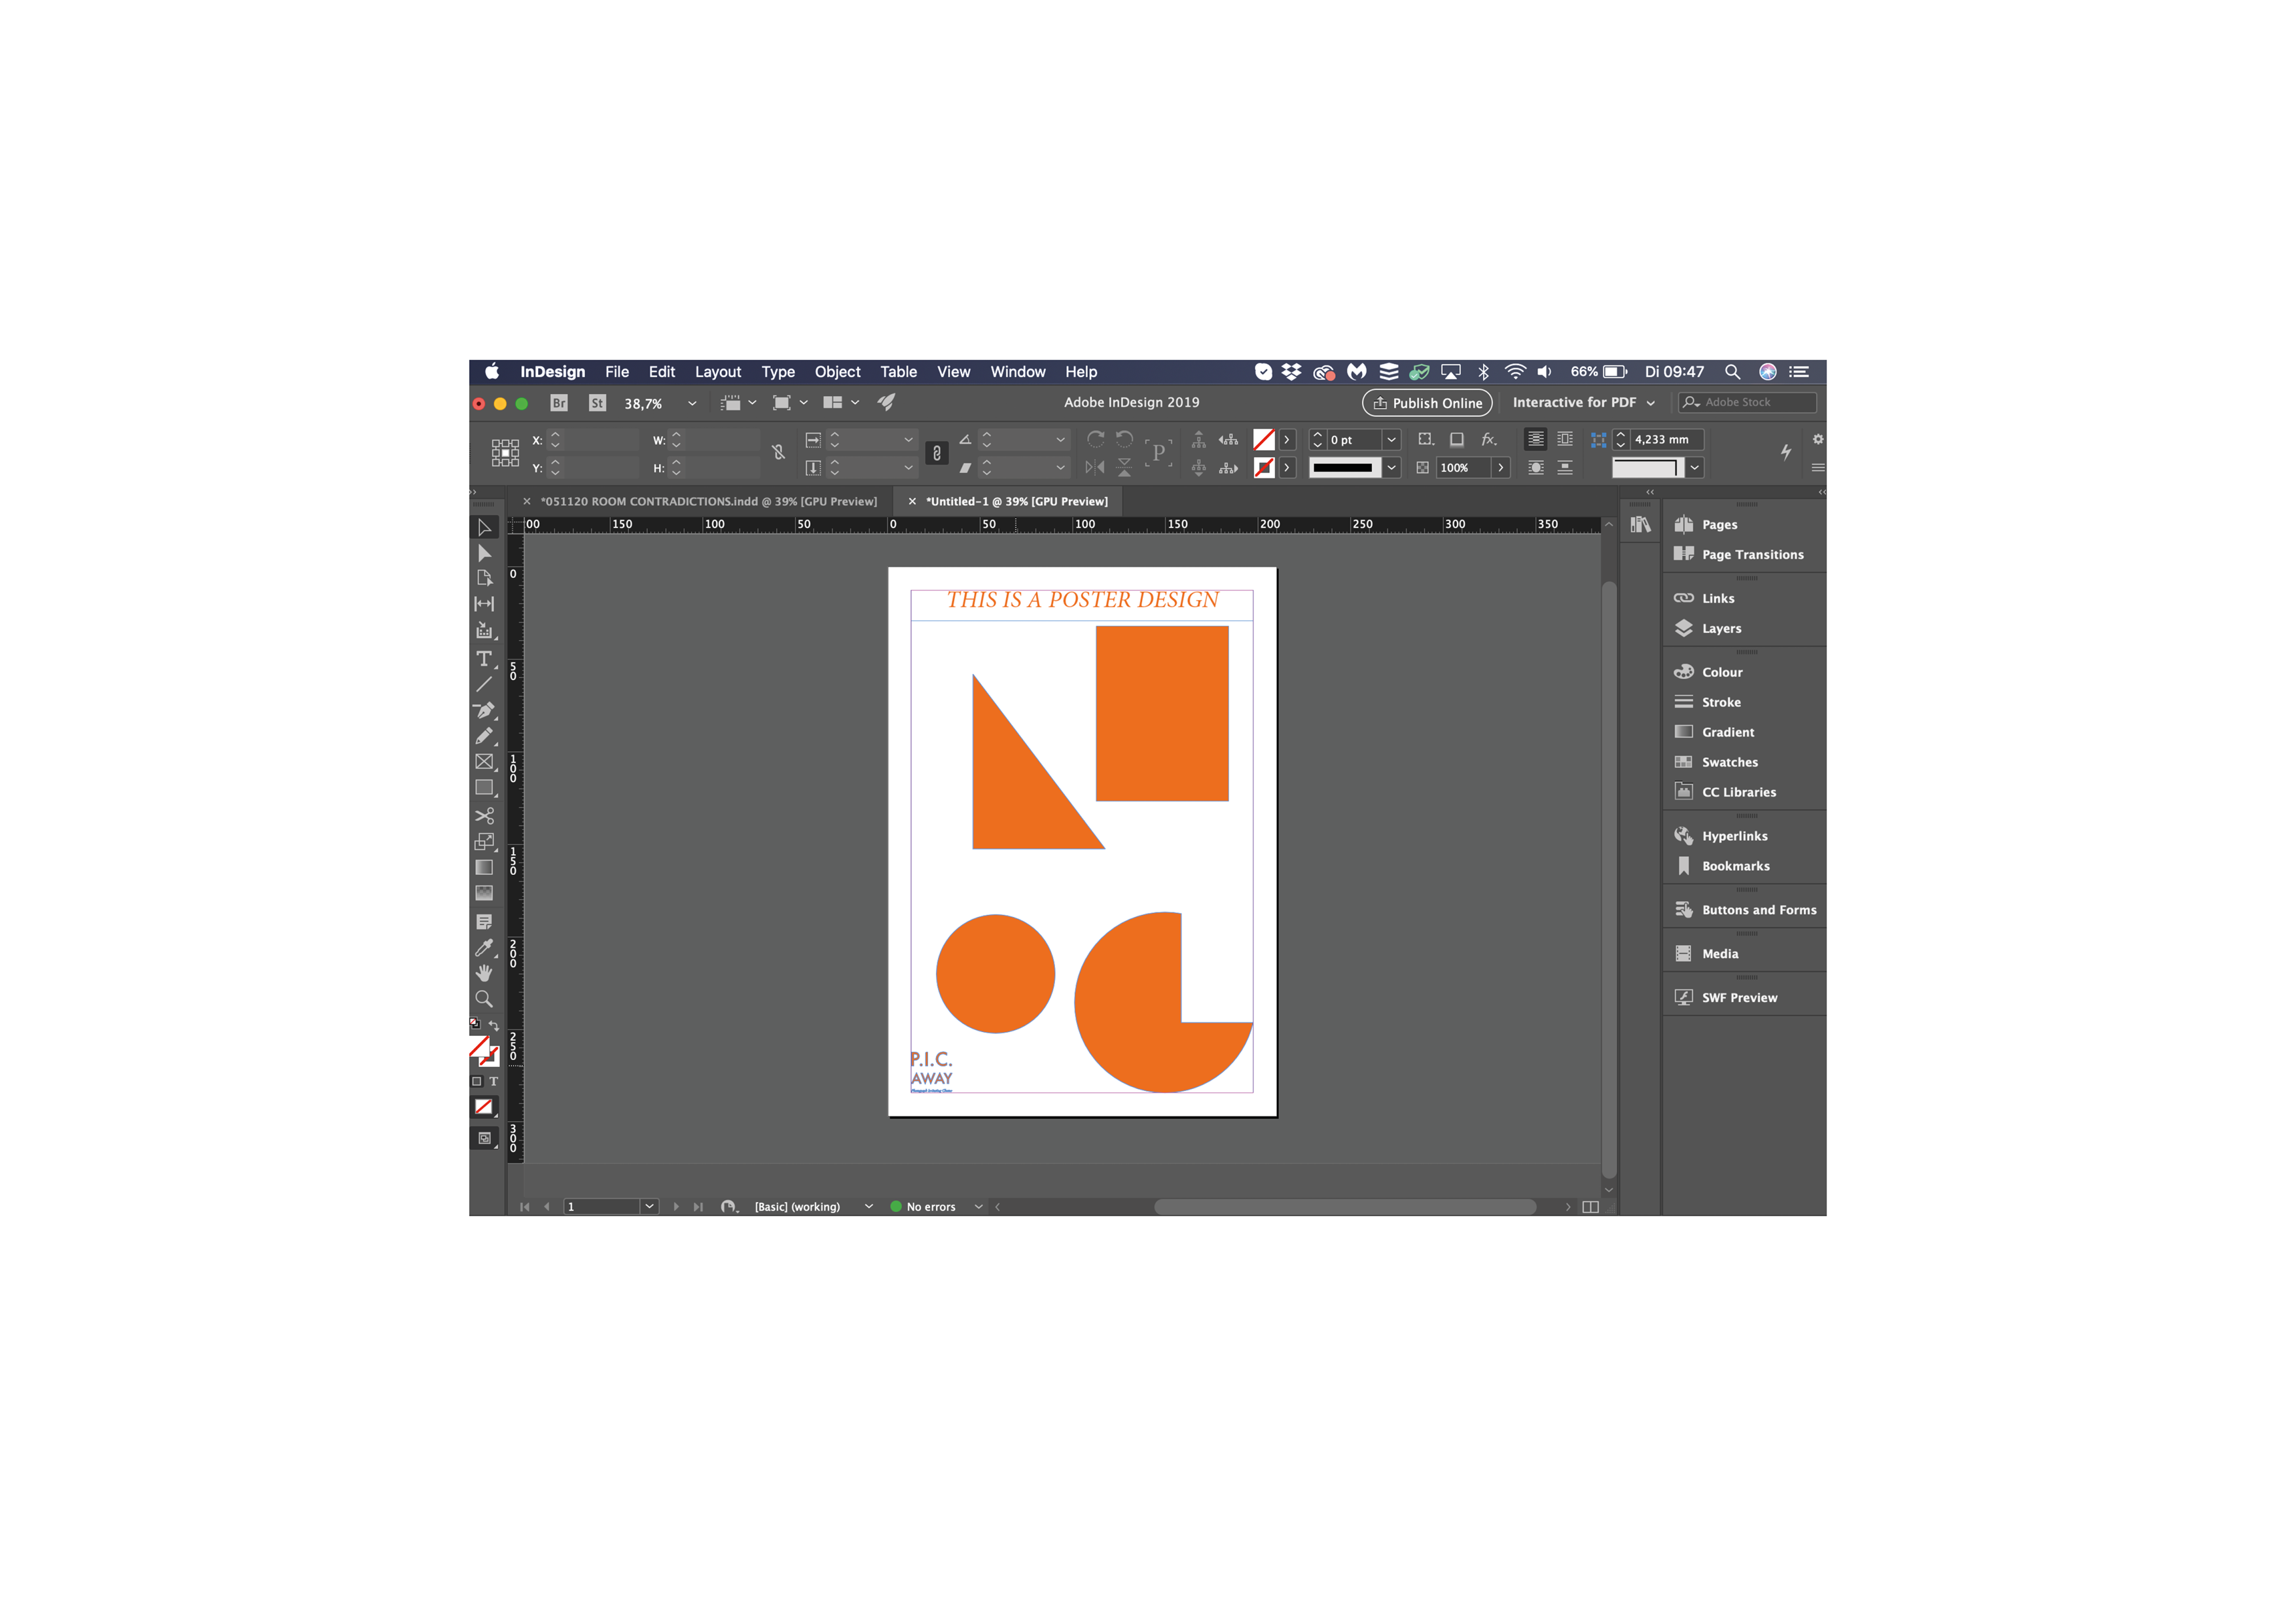 InDesign File Edit Layout Type Object Table View Window Help 66% Di 09:47
Br St 38,7% Adobe InDesign 2019 Publish Online Interactive for PDF Adobe Stock
X: W: 0 pt fx. 4,233 mm
Y: H: P 100%
*051120 ROOM CONTRADICTIONS.indd @ 39% [GPU Preview] *Untitled-1 @ 39% [GPU Preview]
00 150 100 50 0 50 100 150 200 250 300 350
0
50
100
150
200
250
300
THIS IS A POSTER DESIGN
P.I.C.
AWAY
Pages
Page Transitions
Links
Layers
Colour
Stroke
Gradient
Swatches
CC Libraries
Hyperlinks
Bookmarks
Buttons and Forms
Media
SWF Preview
T
T
1 [Basic] (working) No errors